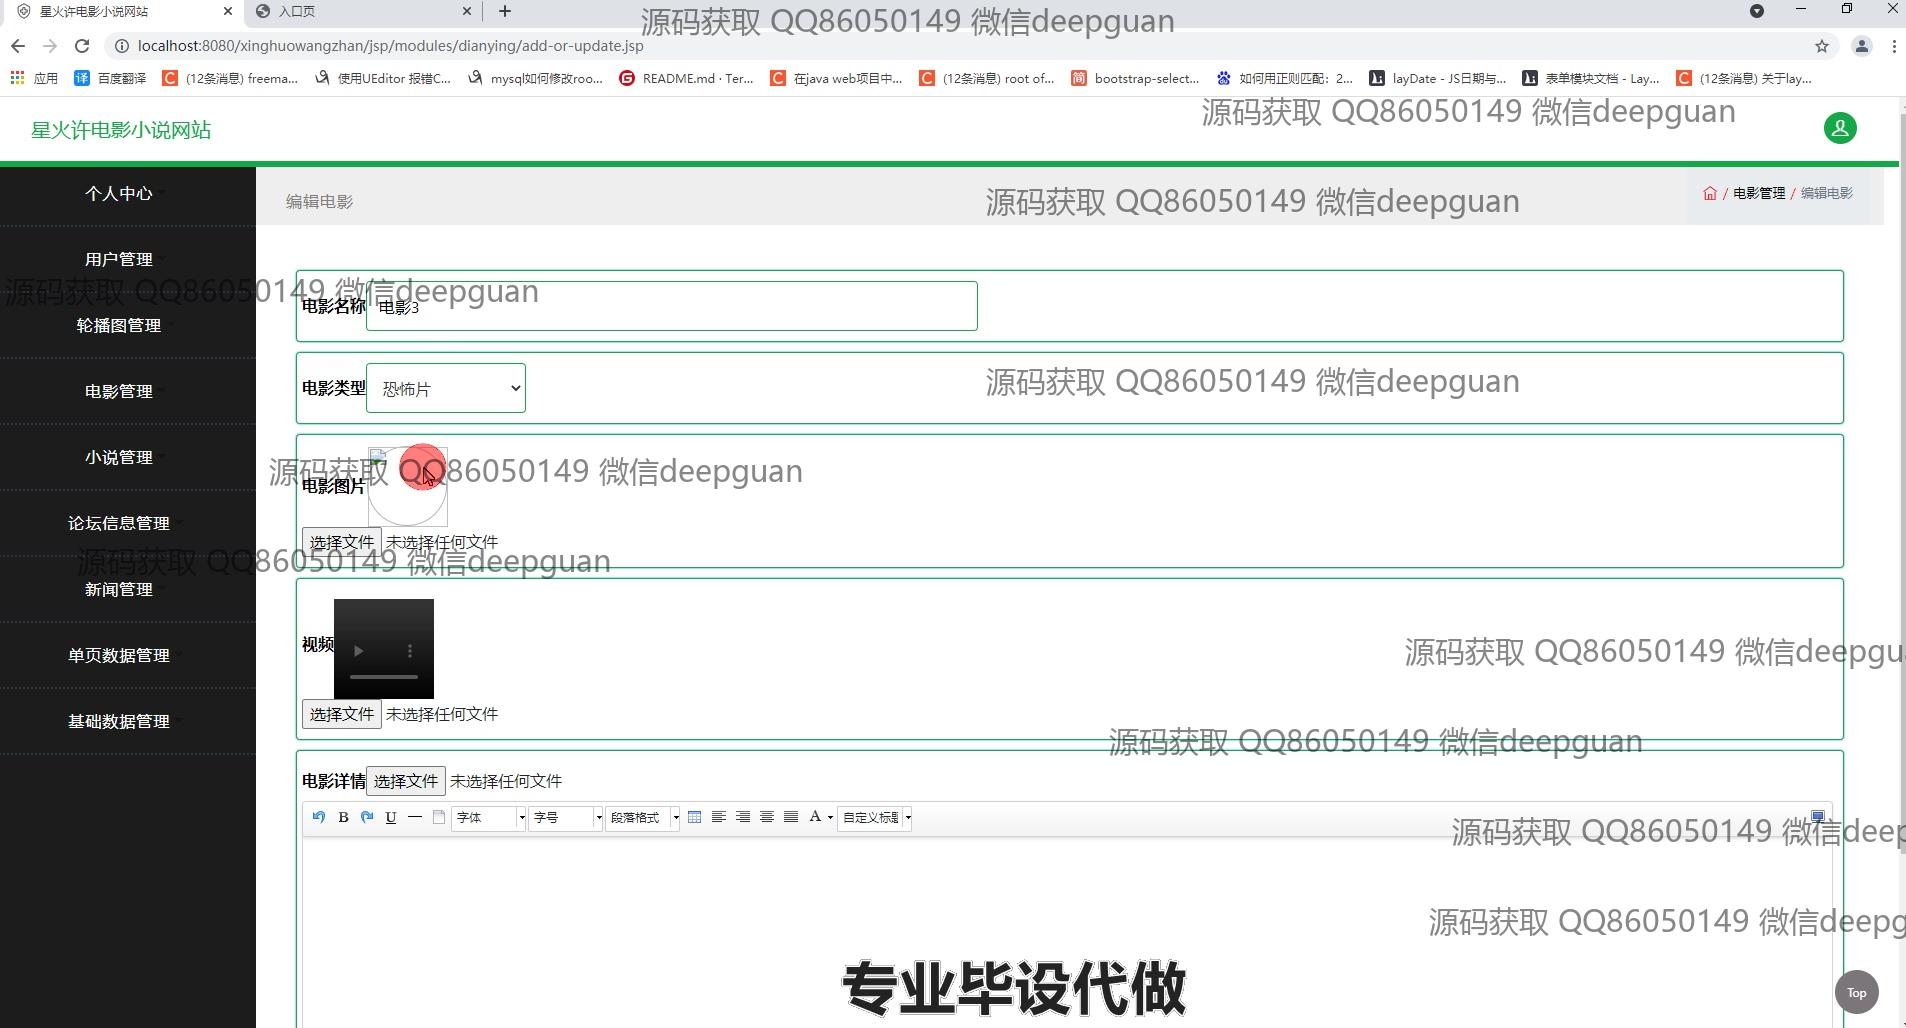 星火许电影小说网站
入口页
源码获取 QQ86050149 微信deepguan
localhost:8080/xinghuowangzhan/jsp/modules/dianying/add-or-update.jsp
应用
百度翻译
(12条消息) freema...
使用UEditor 报错C...
mysql如何修改roo...
README.md · Ter...
在java web项目中...
(12条消息) root of...
bootstrap-select...
如何用正则匹配：2...
layDate - JS日期与...
表单模块文档 - Lay...
(12条消息) 关于lay...
源码获取 QQ86050149 微信deepguan
星火许电影小说网站
个人中心
编辑电影
源码获取 QQ86050149 微信deepguan
/ 电影管理 / 编辑电影
用户管理
源码获取 QQ86050149 微信deepguan
电影名称
电影3
轮播图管理
电影管理
电影类型
恐怖片
源码获取 QQ86050149 微信deepguan
小说管理
源码获取 QQ86050149 微信deepguan
电影图片
论坛信息管理
选择文件 未选择任何文件
源码获取 QQ86050149 微信deepguan
新闻管理
单页数据管理
视频
源码获取 QQ86050149 微信deepgu
选择文件 未选择任何文件
基础数据管理
源码获取 QQ86050149 微信deepguan
电影详情
选择文件 未选择任何文件
B U 字体 字号 段落格式 A 自定义标题
源码获取 QQ86050149 微信deep
源码获取 QQ86050149 微信deepg
专业毕设代做
Top